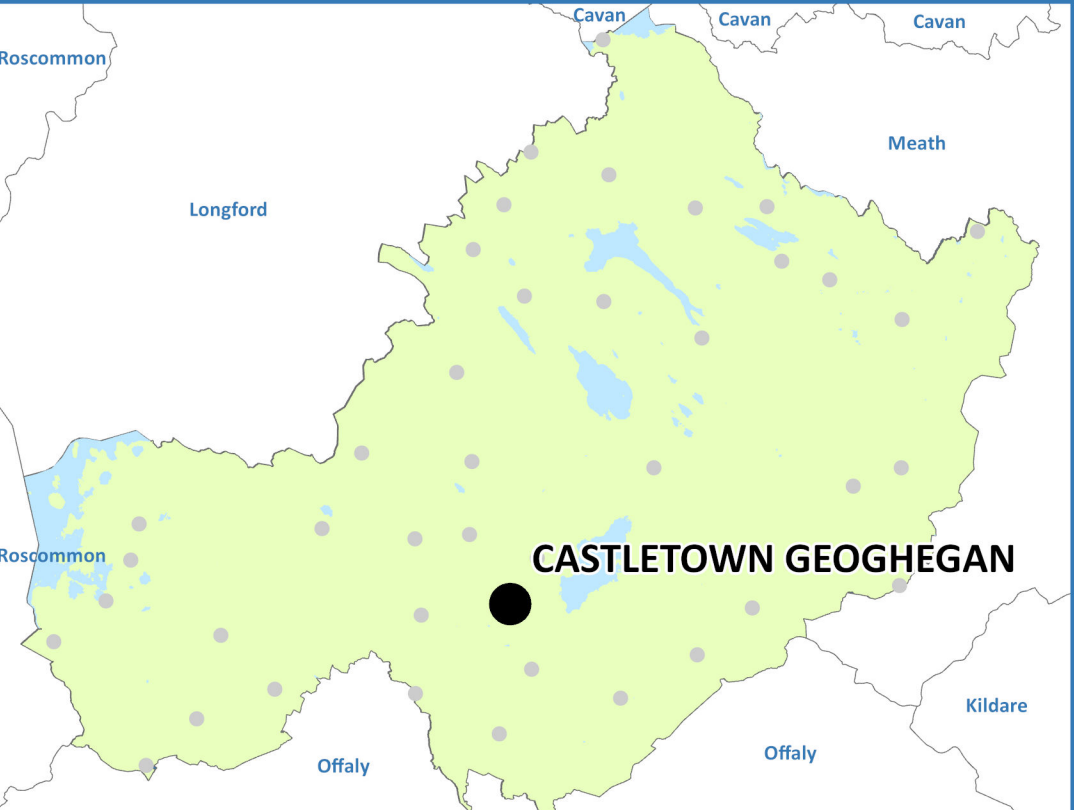 Cavan
Cavan
Cavan
Roscommon
Meath
Longford
Roscommon
CASTLETOWN GEOGHEGAN
Kildare
Offaly
Offaly